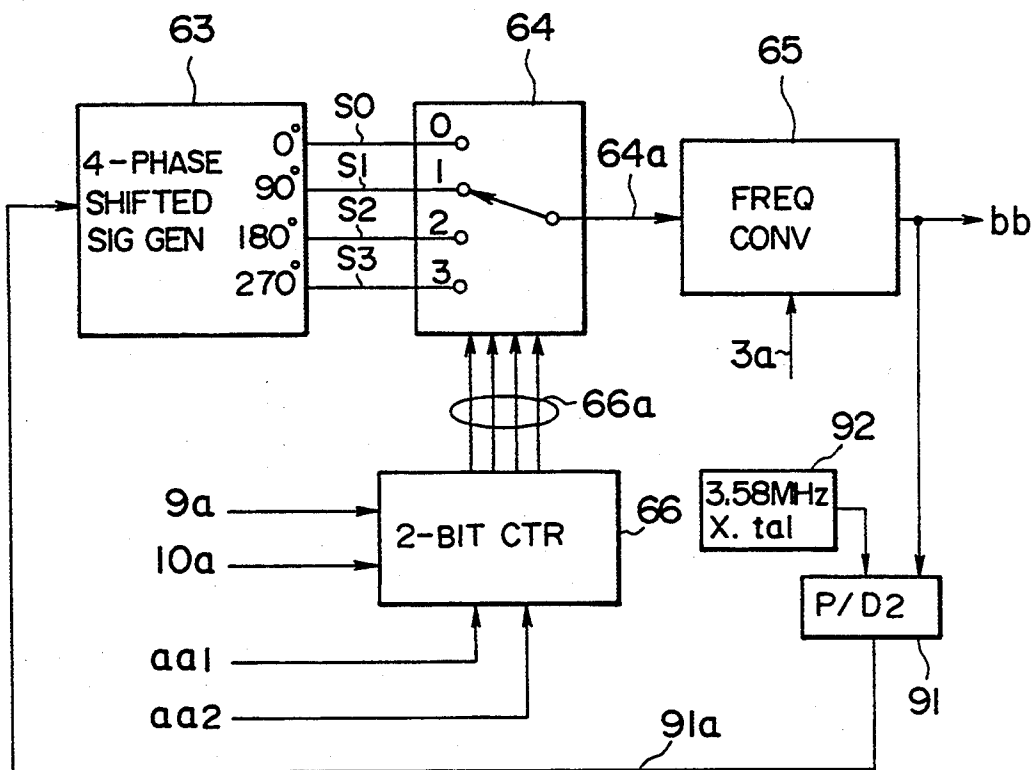 63
64
65
4-PHASE
SHIFTED
SIG GEN
0°
90°
180°
270°
S0
S1
S2
S3
0
1
2
3
64a
FREQ
CONV
bb
3a
66a
9a
10a
2-BIT CTR
66
92
3.58MHz
X. tal
P/D2
91
aa1
aa2
91a